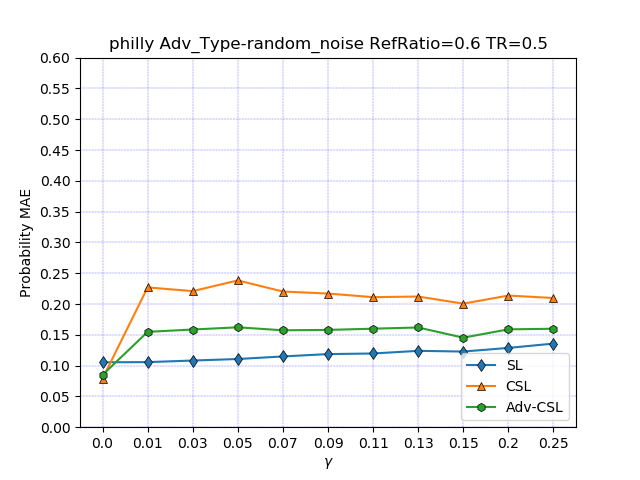 philly Adv_Type-random_noise RefRatio=0.6 TR=0.5
Probability MAE
0.60
0.55
0.50
0.45
0.40
0.35
0.30
0.25
0.20
0.15
0.10
0.05
0.00
SL
CSL
Adv-CSL
0.0 0.01 0.03 0.05 0.07 0.09 0.11 0.13 0.15 0.2 0.25
γ